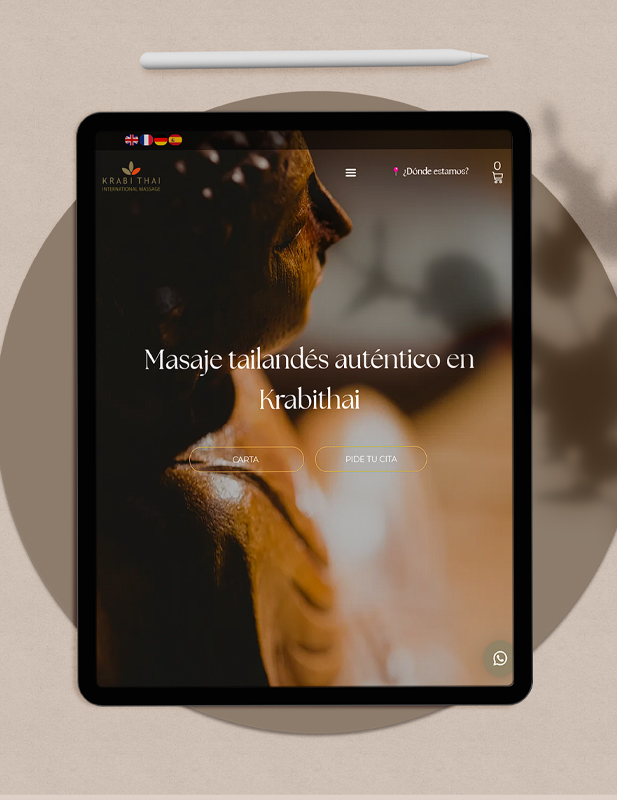 KRABI THAI
INTERNATIONAL MASSAGE
¿Dónde estamos?
0
Masaje tailandés auténtico en
Krabithai
CARTA
PIDE TU CITA